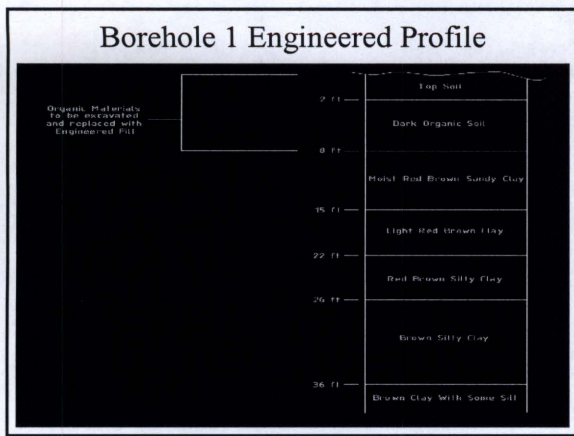 Borehole 1 Engineered Profile
Top Soil
2 ft
Organic Materials
to be excavated
and replaced with
Engineered Fill
Dark Organic Soil
8 ft
Moist Red Brown Sandy Clay
15 ft
Light Red Brown Clay
22 ft
Red Brown Silty Clay
26 ft
Brown Silty Clay
36 ft
Brown Clay With Some Silt